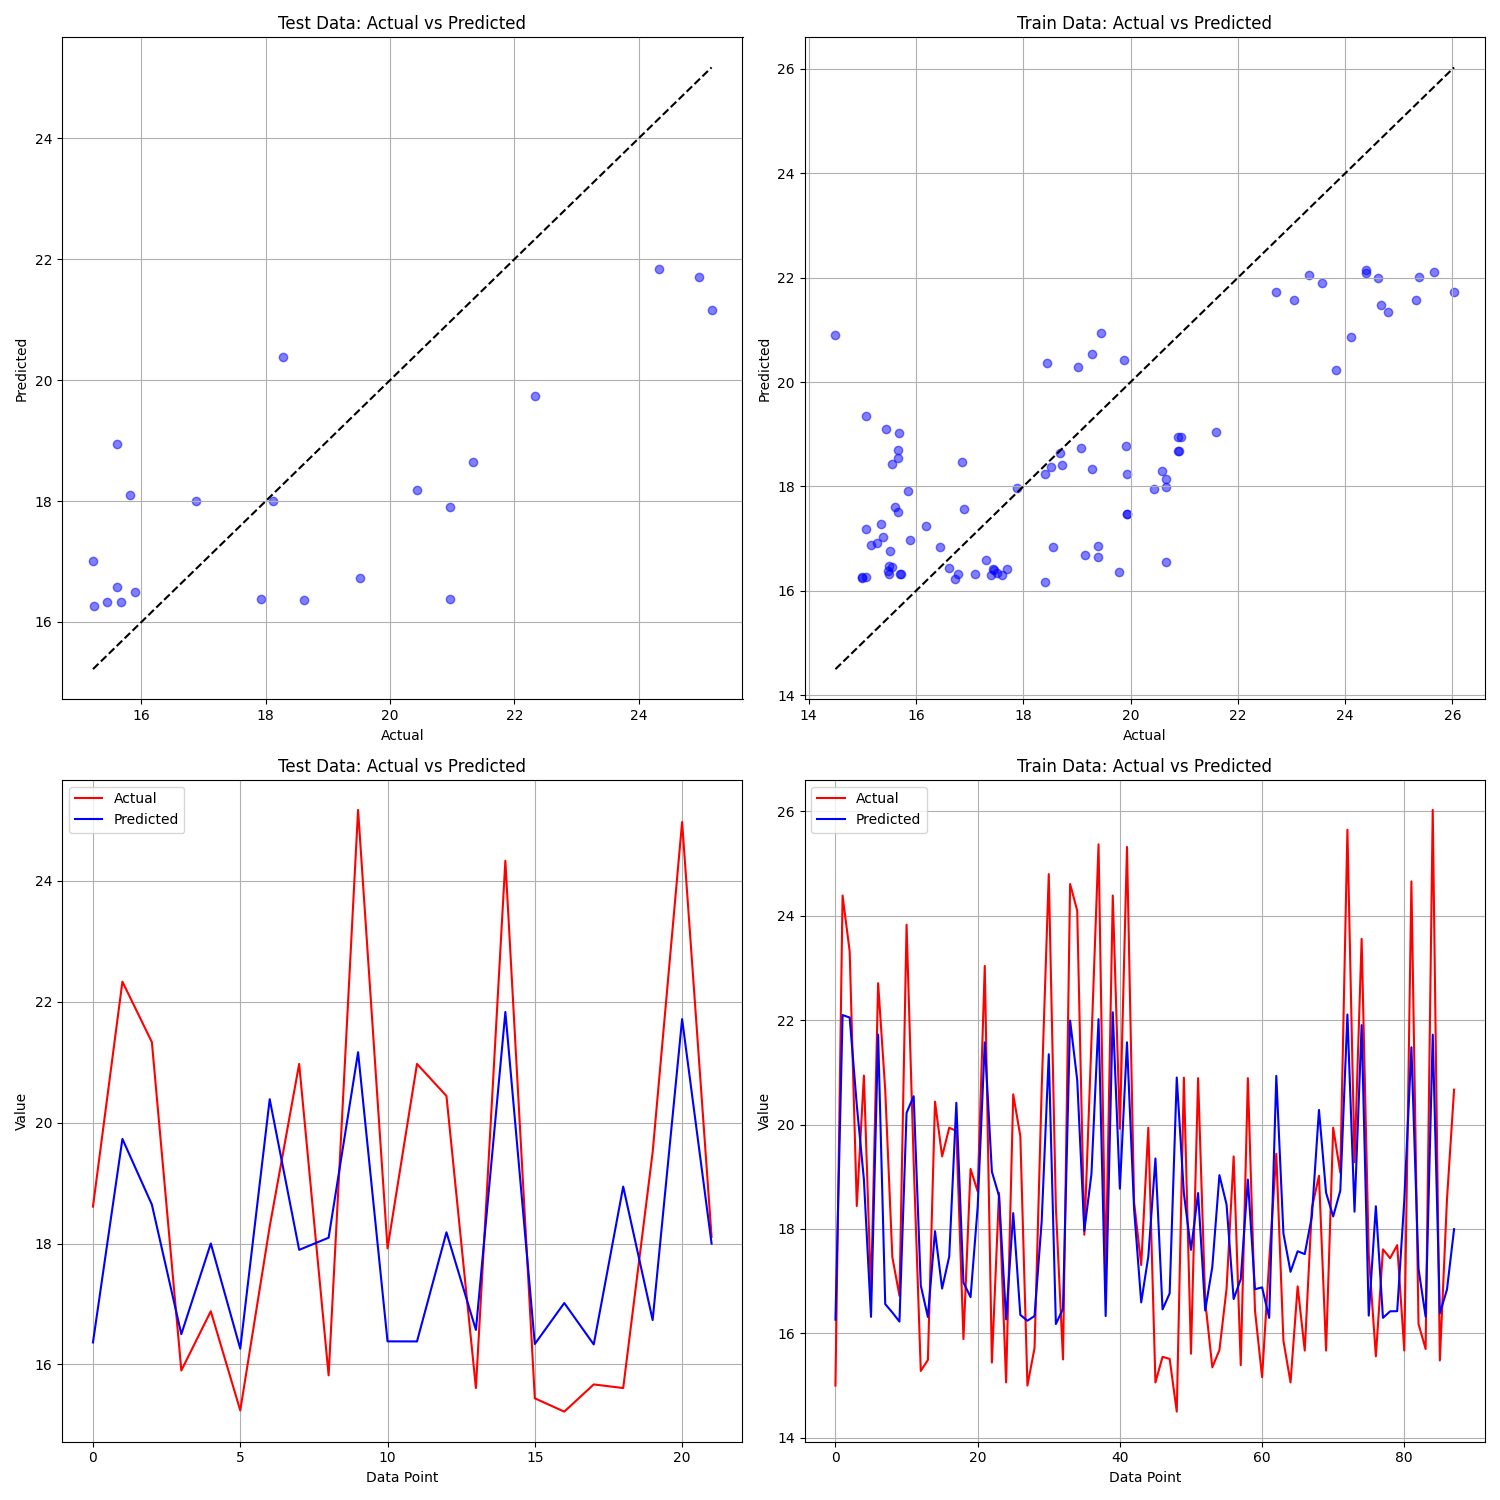 Test Data: Actual vs Predicted
Predicted
24
22
20
18
16
16 18 20 22 24
Actual
Train Data: Actual vs Predicted
Predicted
26
24
22
20
18
16
14
14 16 18 20 22 24 26
Actual
Test Data: Actual vs Predicted
Actual
Predicted
Value
24
22
20
18
16
0 5 10 15 20
Data Point
Train Data: Actual vs Predicted
Actual
Predicted
Value
26
24
22
20
18
16
14
0 20 40 60 80
Data Point